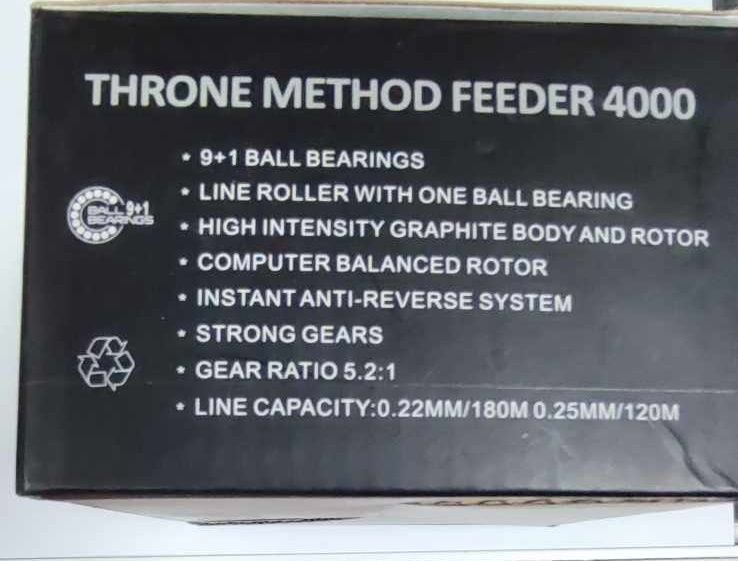 THRONE METHOD FEEDER 4000
* 9+1 BALL BEARINGS
* LINE ROLLER WITH ONE BALL BEARING
* HIGH INTENSITY GRAPHITE BODY AND ROTOR
* COMPUTER BALANCED ROTOR
* INSTANT ANTI-REVERSE SYSTEM
* STRONG GEARS
* GEAR RATIO 5.2:1
* LINE CAPACITY:0.22MM/180M 0.25MM/120M
BALL 9+1
BEARINGS